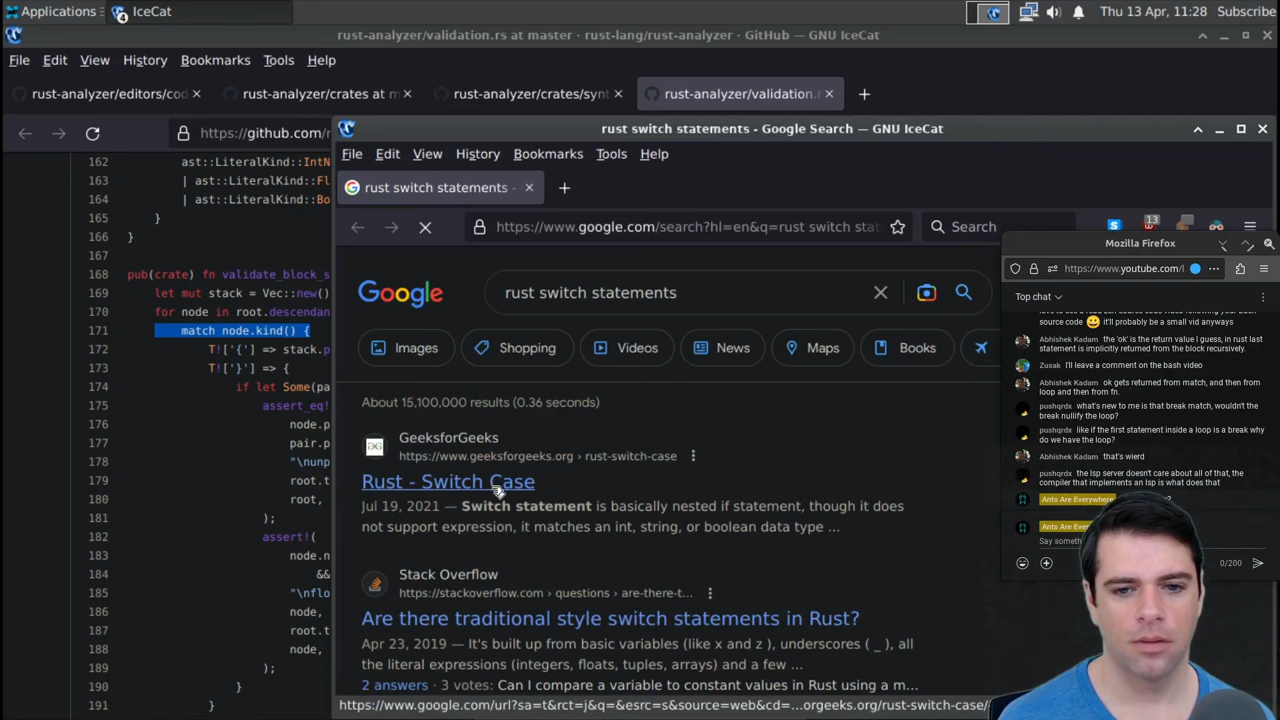 Applications
4
IceCat
Thu 13 Apr, 11:28
Subscribe
rust-analyzer/validation.rs at master · rust-lang/rust-analyzer · GitHub — GNU IceCat
File Edit View History Bookmarks Tools Help
rust-analyzer/editors/cod
rust-analyzer/crates at m
rust-analyzer/crates/synt
rust-analyzer/validation.
https://github.com/r
162 ast::LiteralKind::IntN
163 | ast::LiteralKind::Fl
164 | ast::LiteralKind::Bo
165 }
166 }
167
168 pub(crate) fn validate_block_s
169 let mut stack = Vec::new()
170 for node in root.descendan
171 match node.kind() {
172 T!['{'] => stack.p
173 T!['}'] => {
174 if let Some(pa
175 assert_eq!
176 node.p
177 pair.p
178 "\nunp
179 root.t
180 root,
181 );
182 assert!(
183 node.n
184 &&
185 "\nflo
186 node,
187 root.t
188 node,
189 );
190 }
191 }
rust switch statements - Google Search — GNU IceCat
File Edit View History Bookmarks Tools Help
rust switch statements -
https://www.google.com/search?hl=en&q=rust switch stat
Search
13
Google
rust switch statements
Images
Shopping
Videos
News
Maps
Books
About 15,100,000 results (0.36 seconds)
GeeksforGeeks
https://www.geeksforgeeks.org › rust-switch-case
Rust - Switch Case
Jul 19, 2021 — Switch statement is basically nested if statement, though it does
not support expression, it matches an int, string, or boolean data type ...
Stack Overflow
https://stackoverflow.com › questions › are-there-t...
Are there traditional style switch statements in Rust?
Apr 23, 2019 — It's built up from basic variables (like x and z ), underscores ( _ ), all
the literal expressions (integers, floats, tuples, arrays) and a few ...
2 answers · 3 votes: Can I compare a variable to constant values in Rust using a m...
https://www.google.com/url?sa=t&rct=j&q=&esrc=s&source=web&cd=...orgeeks.org/rust-switch-case/
Mozilla Firefox
https://www.youtube.com/l
Top chat
source code 😀 it'll probably be a small vid anyways
Abhishek Kadam the 'ok' is the return value I guess, in rust last
statement is implicitly returned from the block recursively.
Zusak I'll leave a comment on the bash video
Abhishek Kadam ok gets returned from match, and then from
loop and then from fn.
pushqrdx what's new to me is that break match, wouldn't the
break nullify the loop?
pushqrdx like if the first statement inside a loop is a break why
do we have the loop?
Abhishek Kadam that's wierd
pushqrdx the lsp server doesn't care about all of that, the
compiler that implements an lsp is what does that
Ants Are Everywhere
Ants Are Eve
Say someth
0/200